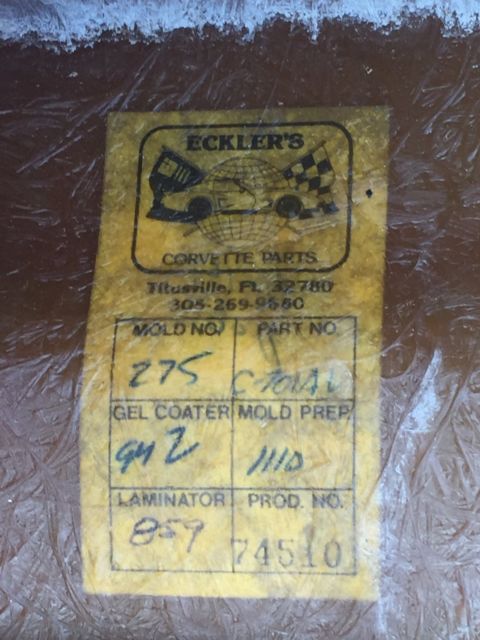 ECKLER'S
CORVETTE PARTS
Titusville, FL 32780
305-269-9680
MOLD NO. PART NO.
275
GEL COATER MOLD PREP
942 1110
LAMINATOR PROD. NO.
859 74510